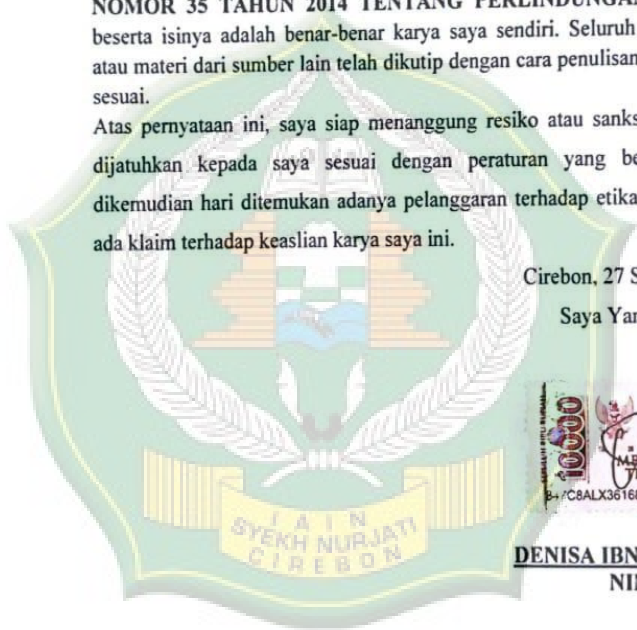 NOMOR 35 TAHUN 2014 TENTANG PERLINDUNGA
beserta isinya adalah benar-benar karya saya sendiri. Seluruh
atau materi dari sumber lain telah dikutip dengan cara penulisan
sesuai.
Atas pernyataan ini, saya siap menanggung resiko atau sanks
dijatuhkan kepada saya sesuai dengan peraturan yang be
dikemudian hari ditemukan adanya pelanggaran terhadap etika
ada klaim terhadap keaslian karya saya ini.
Cirebon, 27 S
Saya Yan
10000
C8ALX3616
IAIN
SYEKH NURJATI
CIREBON
DENISA IBN
NI